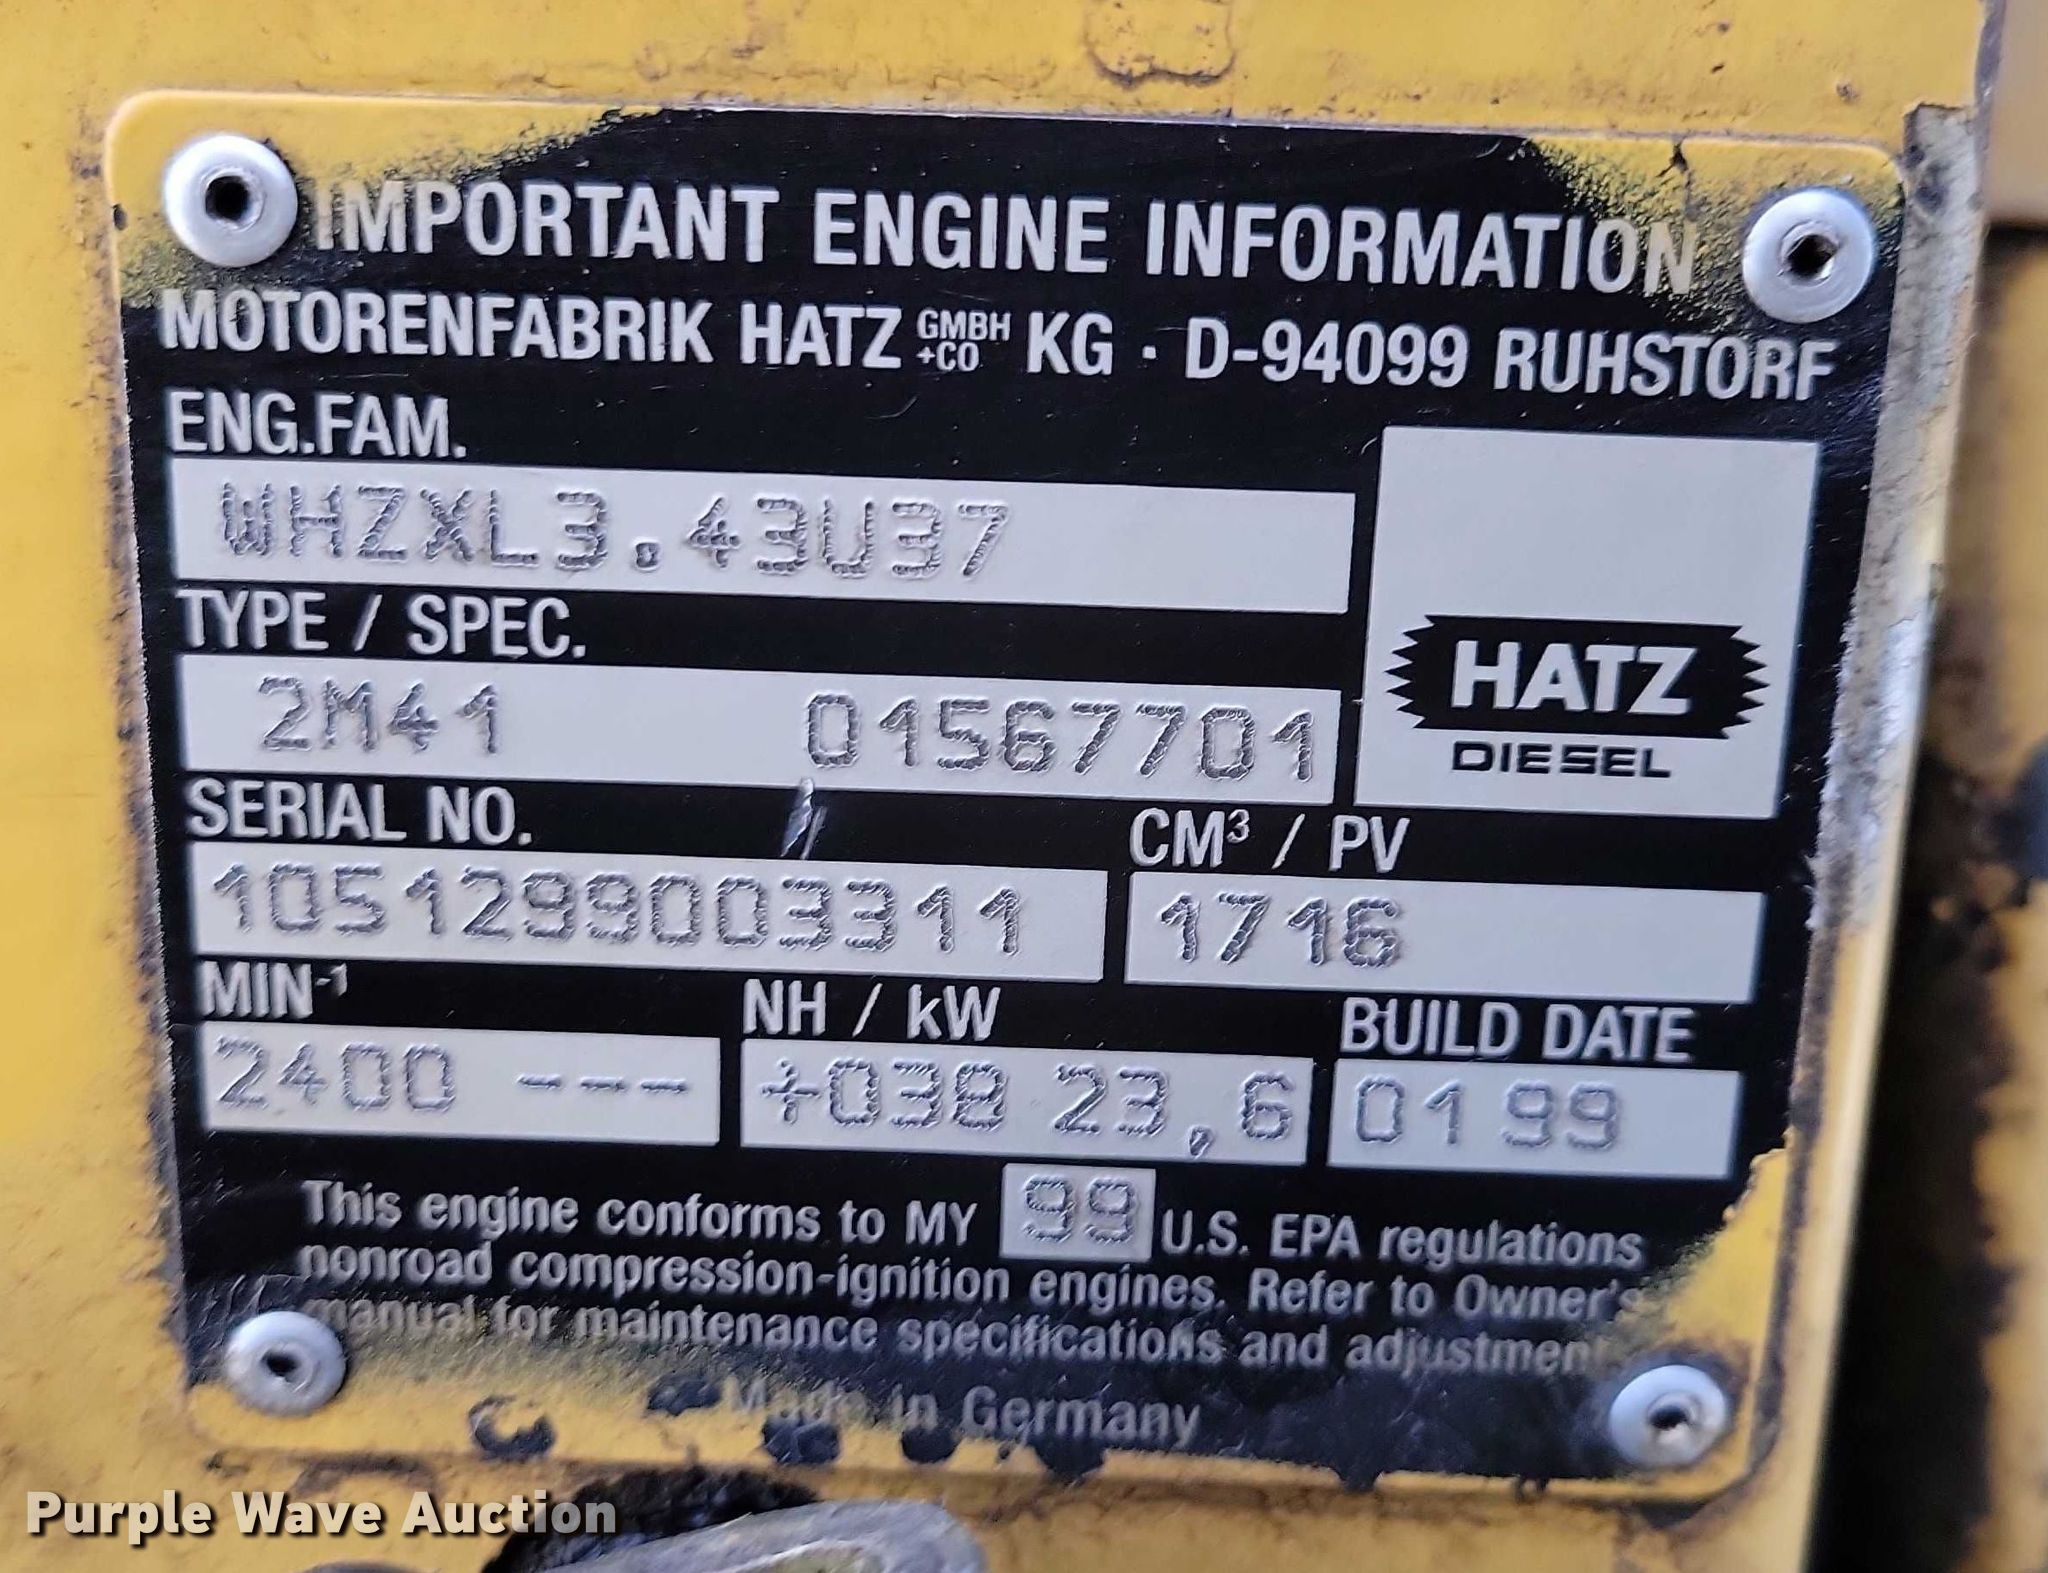 IMPORTANT ENGINE INFORMATION
MOTORENFABRIK HATZ GMBH +CO KG · D-94099 RUHSTORF
ENG.FAM.
WHZXL3.43U37
TYPE / SPEC.
2M41 01567701
HATZ
DIESEL
SERIAL NO. CM³ / PV
1051299003311 1716
MIN⁻¹ NH / kW BUILD DATE
2400 --- +038 23,6 0199
This engine conforms to MY 99 U.S. EPA regulations
nonroad compression-ignition engines. Refer to Owner's
manual for maintenance specifications and adjustment
Made in Germany
Purple Wave Auction